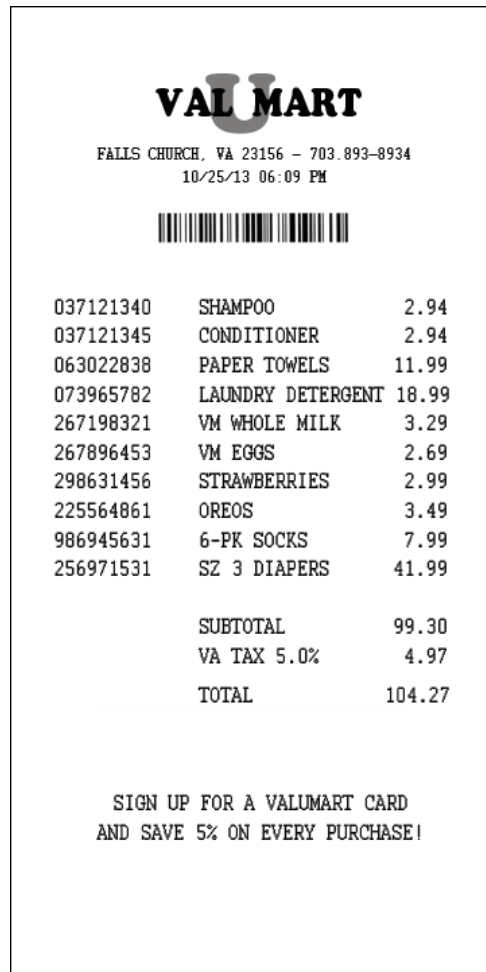 VALUMART
FALLS CHURCH, VA 23156 – 703.893–8934
10/25/13 06:09 PM
037121340 SHAMPOO 2.94
037121345 CONDITIONER 2.94
063022838 PAPER TOWELS 11.99
073965782 LAUNDRY DETERGENT 18.99
267198321 VM WHOLE MILK 3.29
267896453 VM EGGS 2.69
298631456 STRAWBERRIES 2.99
225564861 OREOS 3.49
986945631 6-PK SOCKS 7.99
256971531 SZ 3 DIAPERS 41.99
SUBTOTAL 99.30
VA TAX 5.0% 4.97
TOTAL 104.27
SIGN UP FOR A VALUMART CARD
AND SAVE 5% ON EVERY PURCHASE!